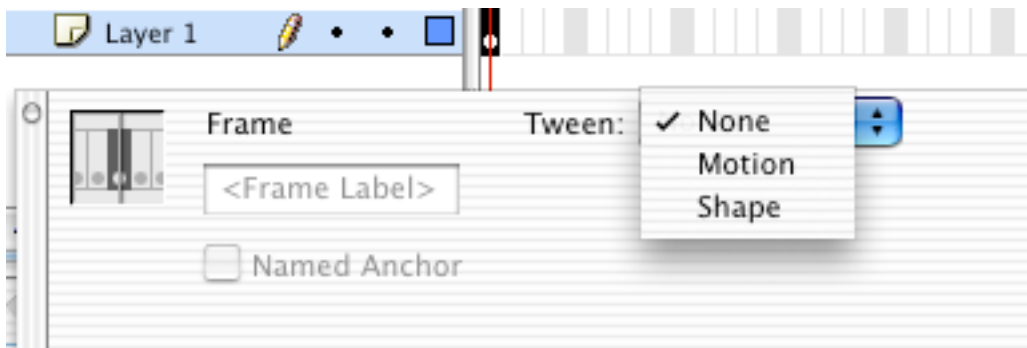 Layer 1
Frame
Tween:
None
Motion
Shape
<Frame Label>
Named Anchor